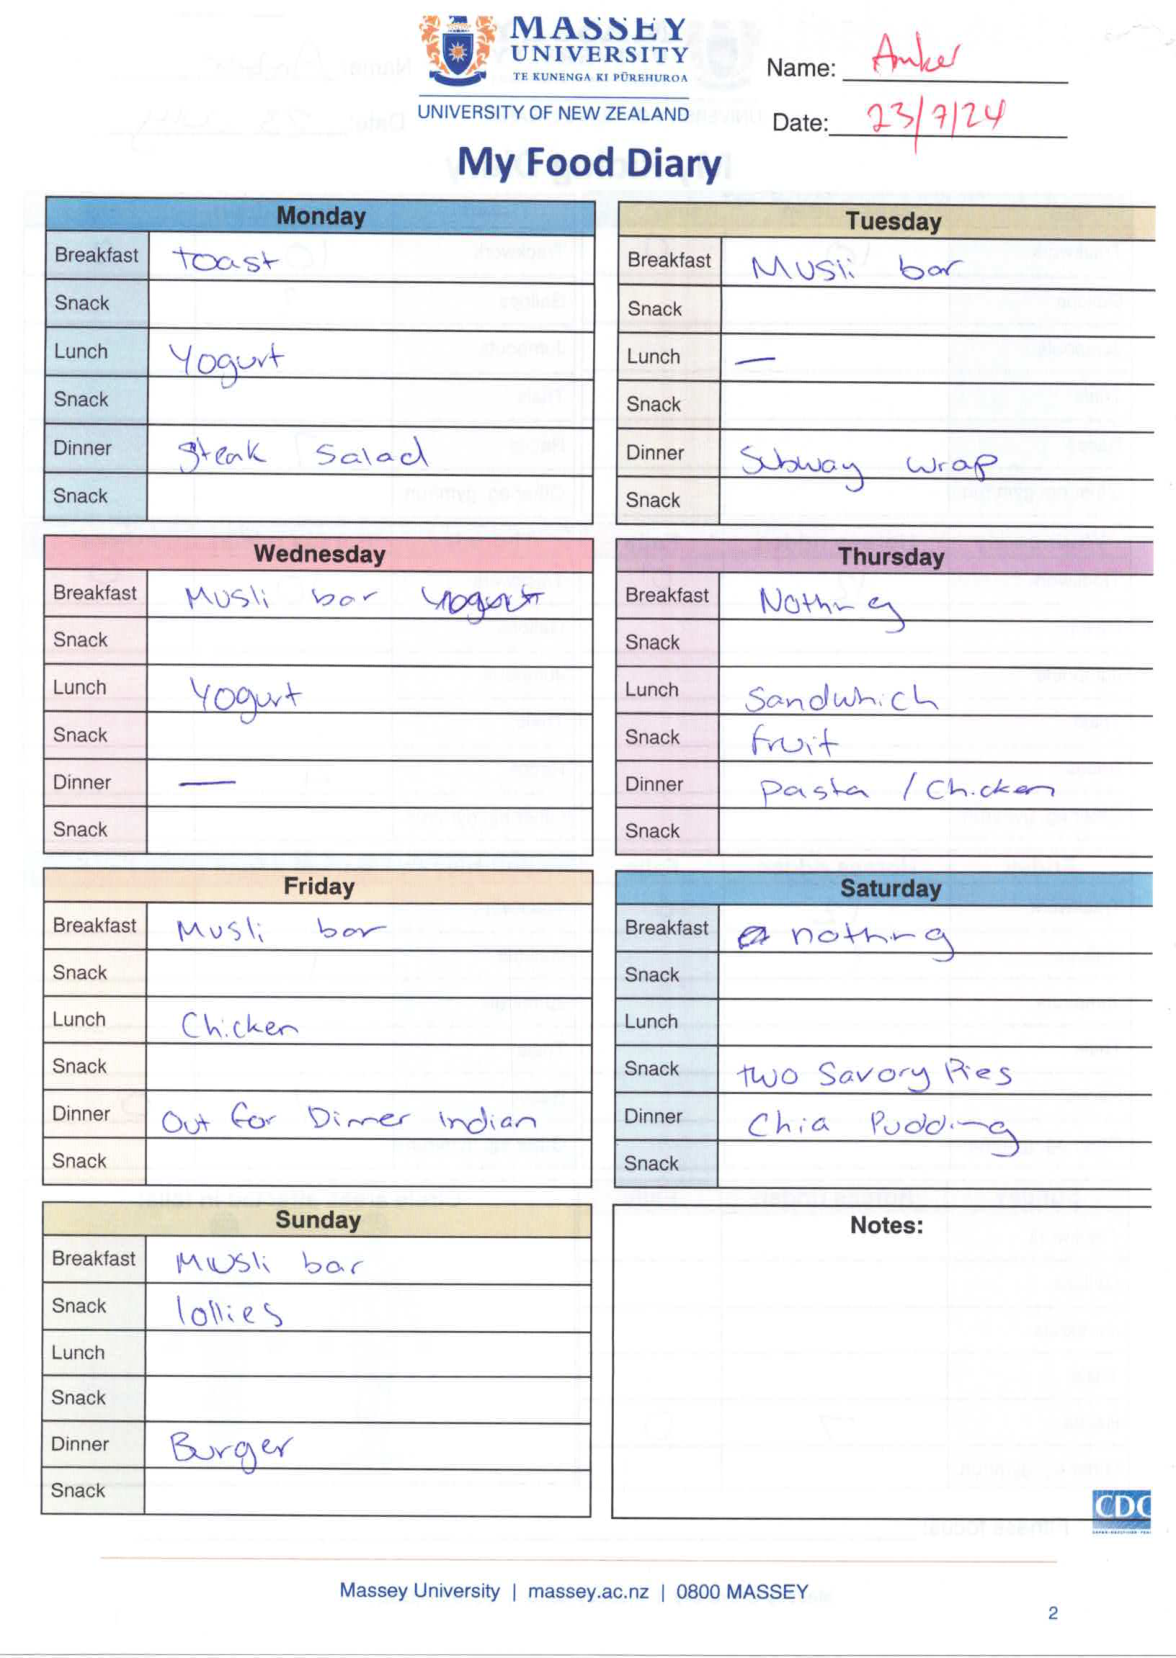 MASSEY
UNIVERSITY
TE KUNENGA KI PŪREHUROA
UNIVERSITY OF NEW ZEALAND
Name: Anker
Date: 23/7/24
My Food Diary
Monday
Breakfast toast
Snack
Lunch Yogurt
Snack
Dinner Steak Salad
Snack
Tuesday
Breakfast Musli bar
Snack
Lunch —
Snack
Dinner Subway wrap
Snack
Wednesday
Breakfast Musli bar Yogurt
Snack
Lunch Yogurt
Snack
Dinner —
Snack
Thursday
Breakfast Nothing
Snack
Lunch Sandwhich
Snack fruit
Dinner pasta / Chicken
Snack
Friday
Breakfast Musli bar
Snack
Lunch Chicken
Snack
Dinner Out for Dinner Indian
Snack
Saturday
Breakfast nothing
Snack
Lunch
Snack two Savory Pies
Dinner Chia Pudding
Snack
Sunday
Breakfast Musli bar
Snack lollies
Lunch
Snack
Dinner Burger
Snack
Notes:
CDC
Massey University | massey.ac.nz | 0800 MASSEY
2